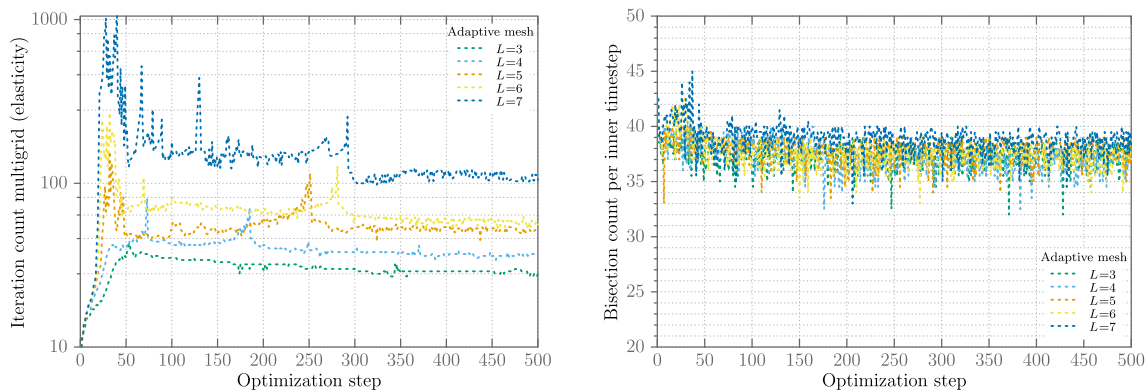 1000
100
10
Iteration count multigrid (elasticity)
Adaptive mesh
L=3
L=4
L=5
L=6
L=7
0 50 100 150 200 250 300 350 400 450 500
Optimization step
50
45
40
35
30
25
20
Bisection count per inner timestep
Adaptive mesh
L=3
L=4
L=5
L=6
L=7
0 50 100 150 200 250 300 350 400 450 500
Optimization step